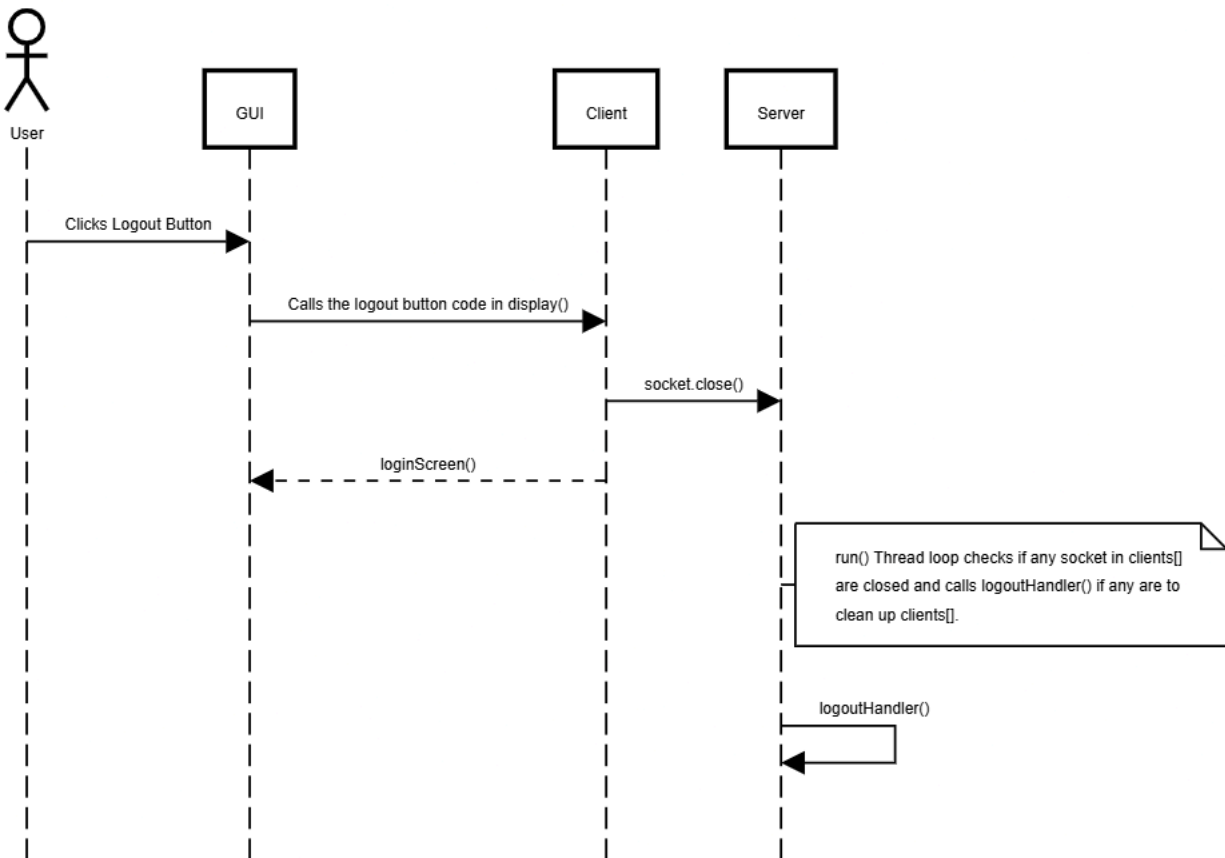 User
GUI
Client
Server
Clicks Logout Button
Calls the logout button code in display()
socket.close()
loginScreen()
run() Thread loop checks if any socket in clients[]
are closed and calls logoutHandler() if any are to
clean up clients[].
logoutHandler()